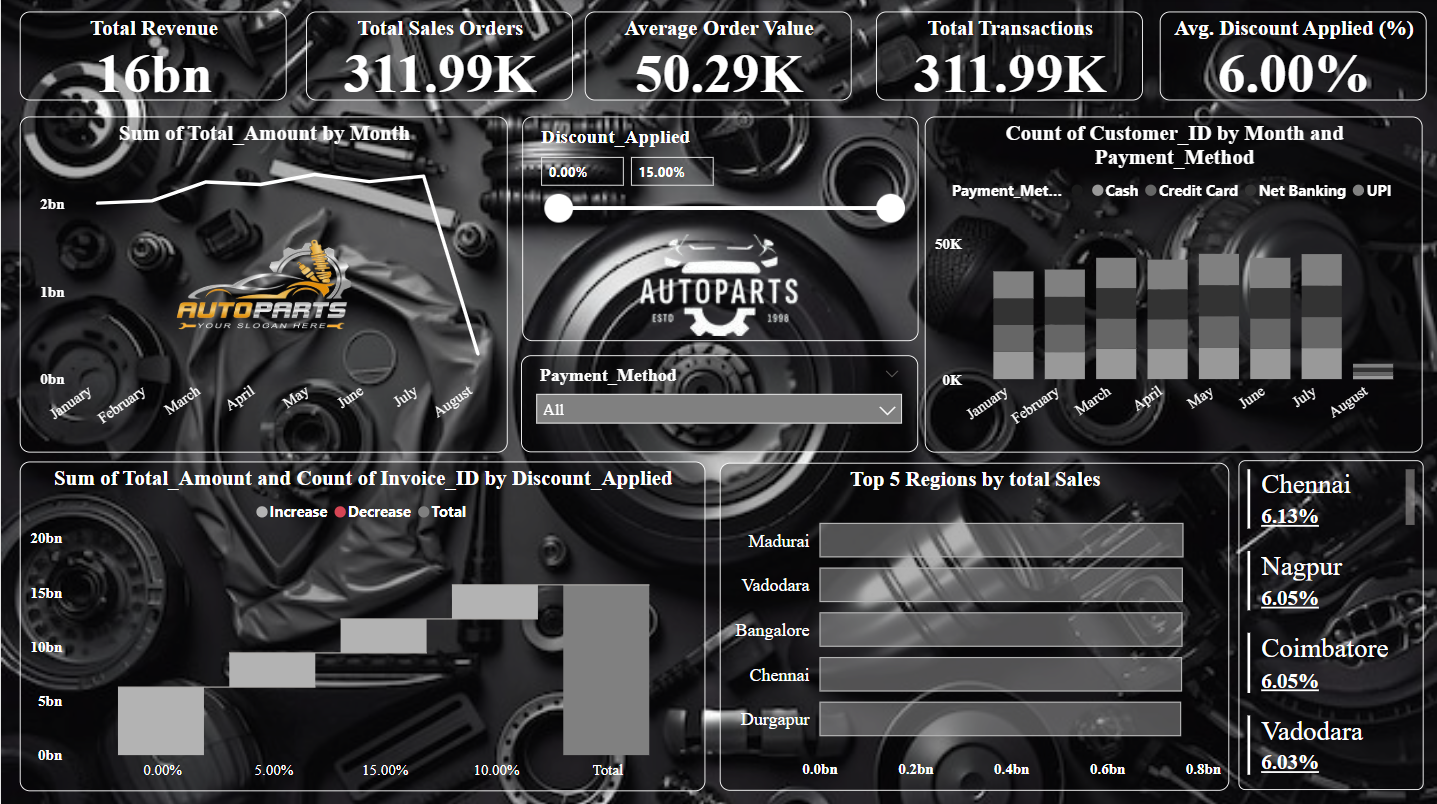 Total Revenue
16bn
Total Sales Orders
311.99K
Average Order Value
50.29K
Total Transactions
311.99K
Avg. Discount Applied (%)
6.00%
Sum of Total_Amount by Month
2bn
1bn
0bn
January
February
March
April
May
June
July
August
AUTOPARTS
YOUR SLOGAN HERE
Discount_Applied
0.00%
15.00%
AUTOPARTS
ESTD 1998
Payment_Method
All
Count of Customer_ID by Month and
Payment_Method
Payment_Met... Cash Credit Card Net Banking UPI
50K
0K
January
February
March
April
May
June
July
August
Sum of Total_Amount and Count of Invoice_ID by Discount_Applied
Increase Decrease Total
20bn
15bn
10bn
5bn
0bn
0.00% 5.00% 15.00% 10.00% Total
Top 5 Regions by total Sales
Madurai
Vadodara
Bangalore
Chennai
Durgapur
0.0bn 0.2bn 0.4bn 0.6bn 0.8bn
Chennai
6.13%
Nagpur
6.05%
Coimbatore
6.05%
Vadodara
6.03%